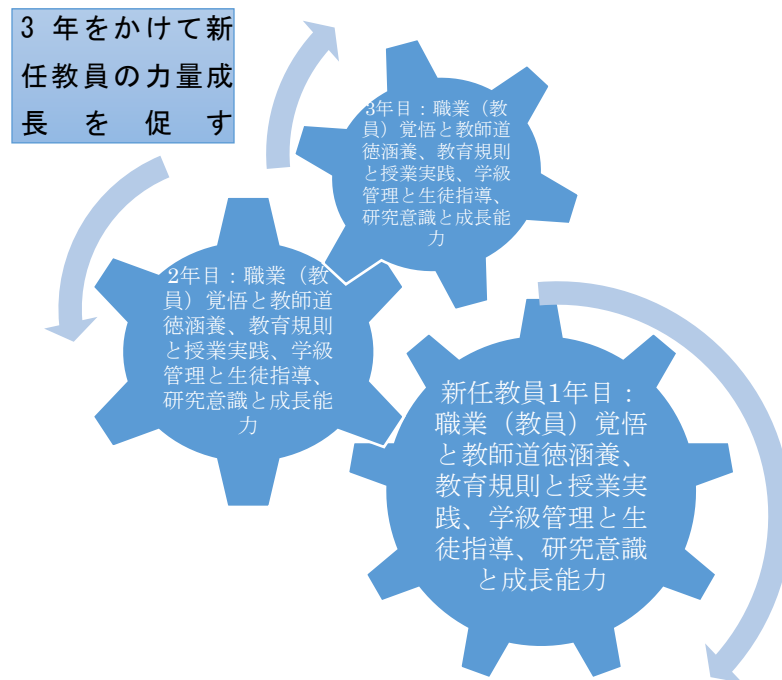 3 年をかけて新
任教員の力量成
長を促す
3年目：職業（教
員）覚悟と教師道
徳涵養、教育規則
と授業実践、学級
管理と生徒指導、
研究意識と成長能
力
2年目：職業（教
員）覚悟と教師道
徳涵養、教育規則
と授業実践、学級
管理と生徒指導、
研究意識と成長能
力
新任教員1年目：
職業（教員）覚悟
と教師道徳涵養、
教育規則と授業実
践、学級管理と生
徒指導、研究意識
と成長能力